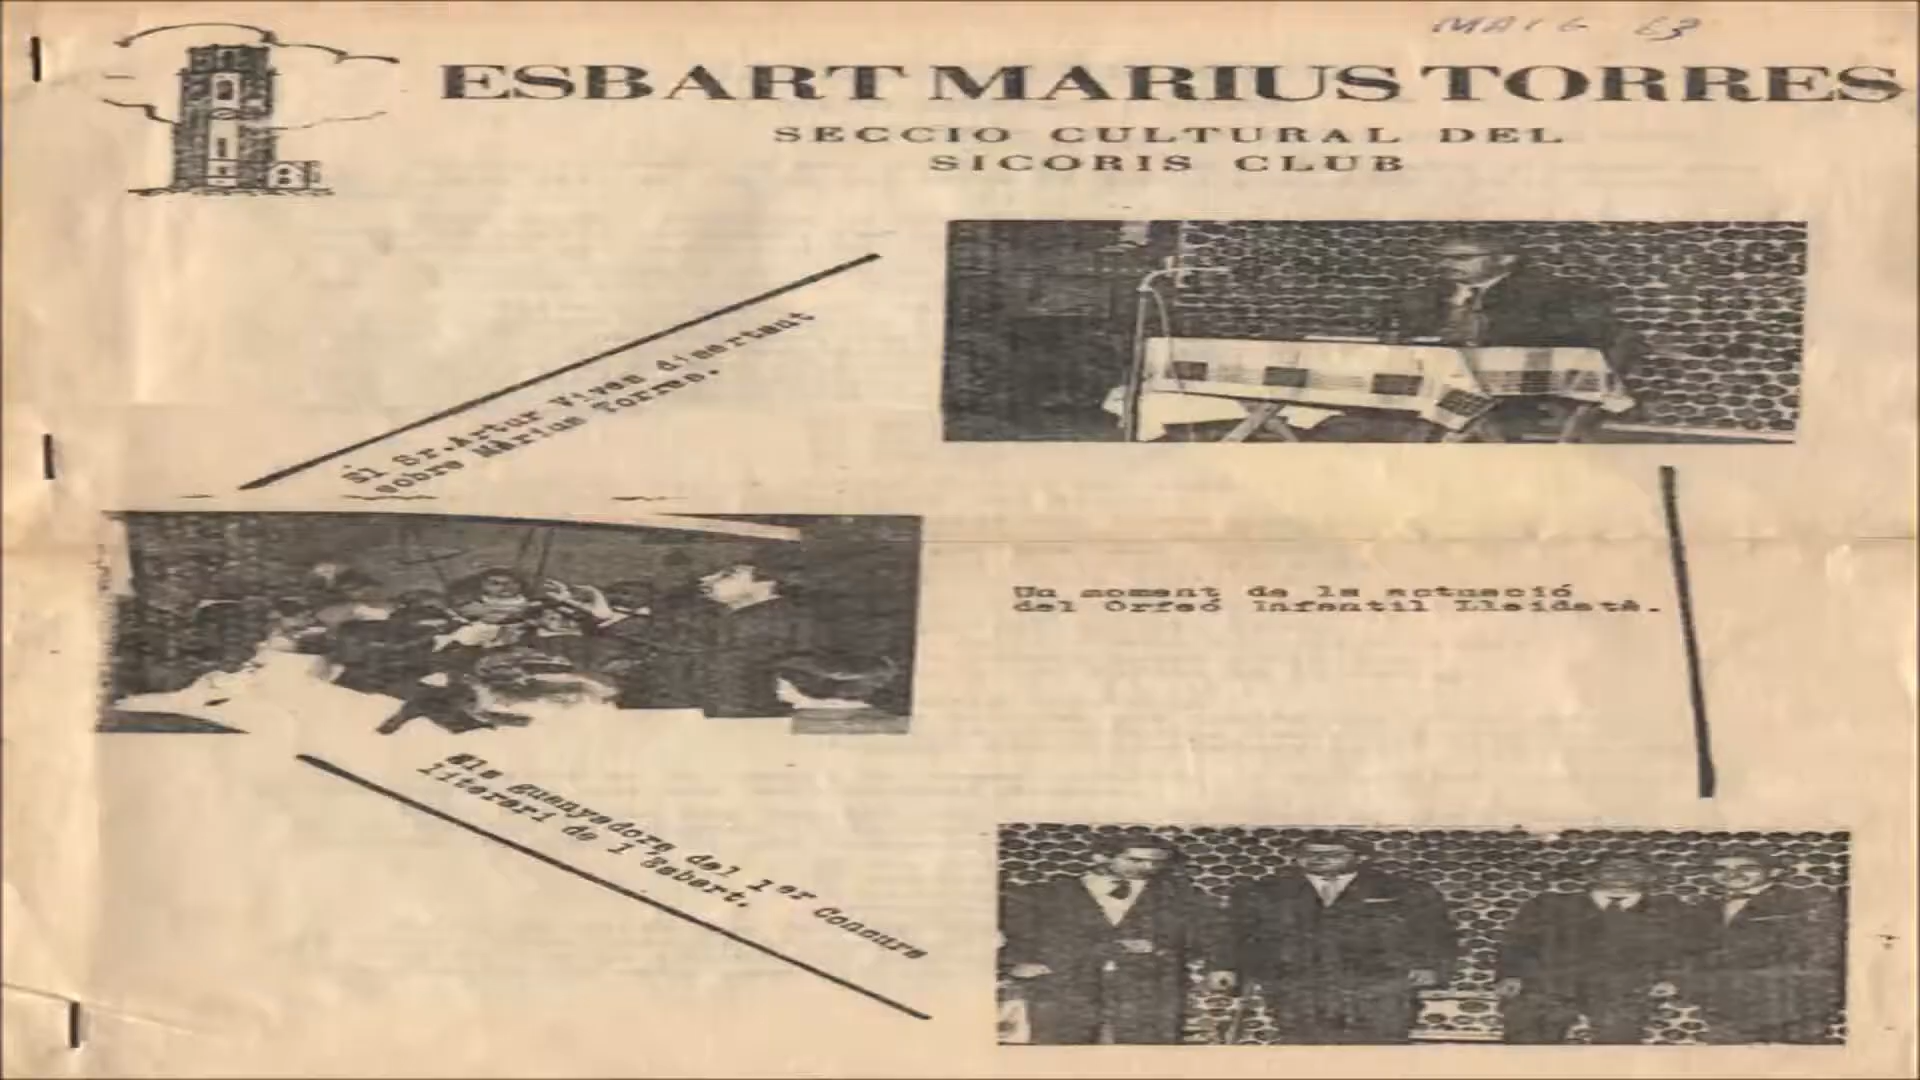 MAIG 63
ESBART MARIUS TORRES
SECCIO CULTURAL DEL
SICORIS CLUB
El Sr. Artur Vives disertant
sobre Màrius Torres.
Un moment de la actuació
del Orfeó Infantil Lleidatà.
Els guanyadors del 1er Concurs
literari de l'Esbart.